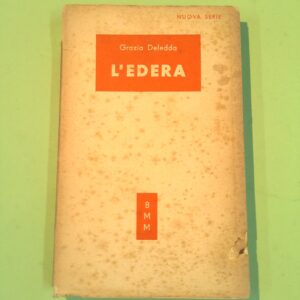 NUOVA SERIE
Grazia Deledda
L'EDERA
B
M
M